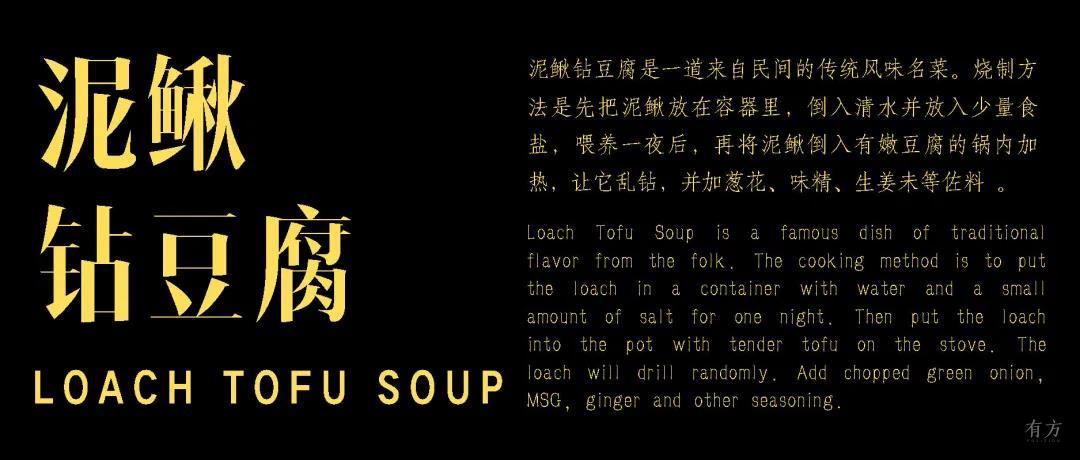 泥鳅
钻豆腐
LOACH TOFU SOUP
泥鳅钻豆腐是一道来自民间的传统风味名菜。烧制方
法是先把泥鳅放在容器里，倒入清水并放入少量食
盐，喂养一夜后，再将泥鳅倒入有嫩豆腐的锅内加
热，让它乱钻，并加葱花、味精、生姜末等佐料 。
Loach Tofu Soup is a famous dish of traditional
flavor from the folk. The cooking method is to put
the loach in a container with water and a small
amount of salt for one night. Then put the loach
into the pot with tender tofu on the stove. The
loach will drill randomly. Add chopped green onion,
MSG, ginger and other seasoning.
有方